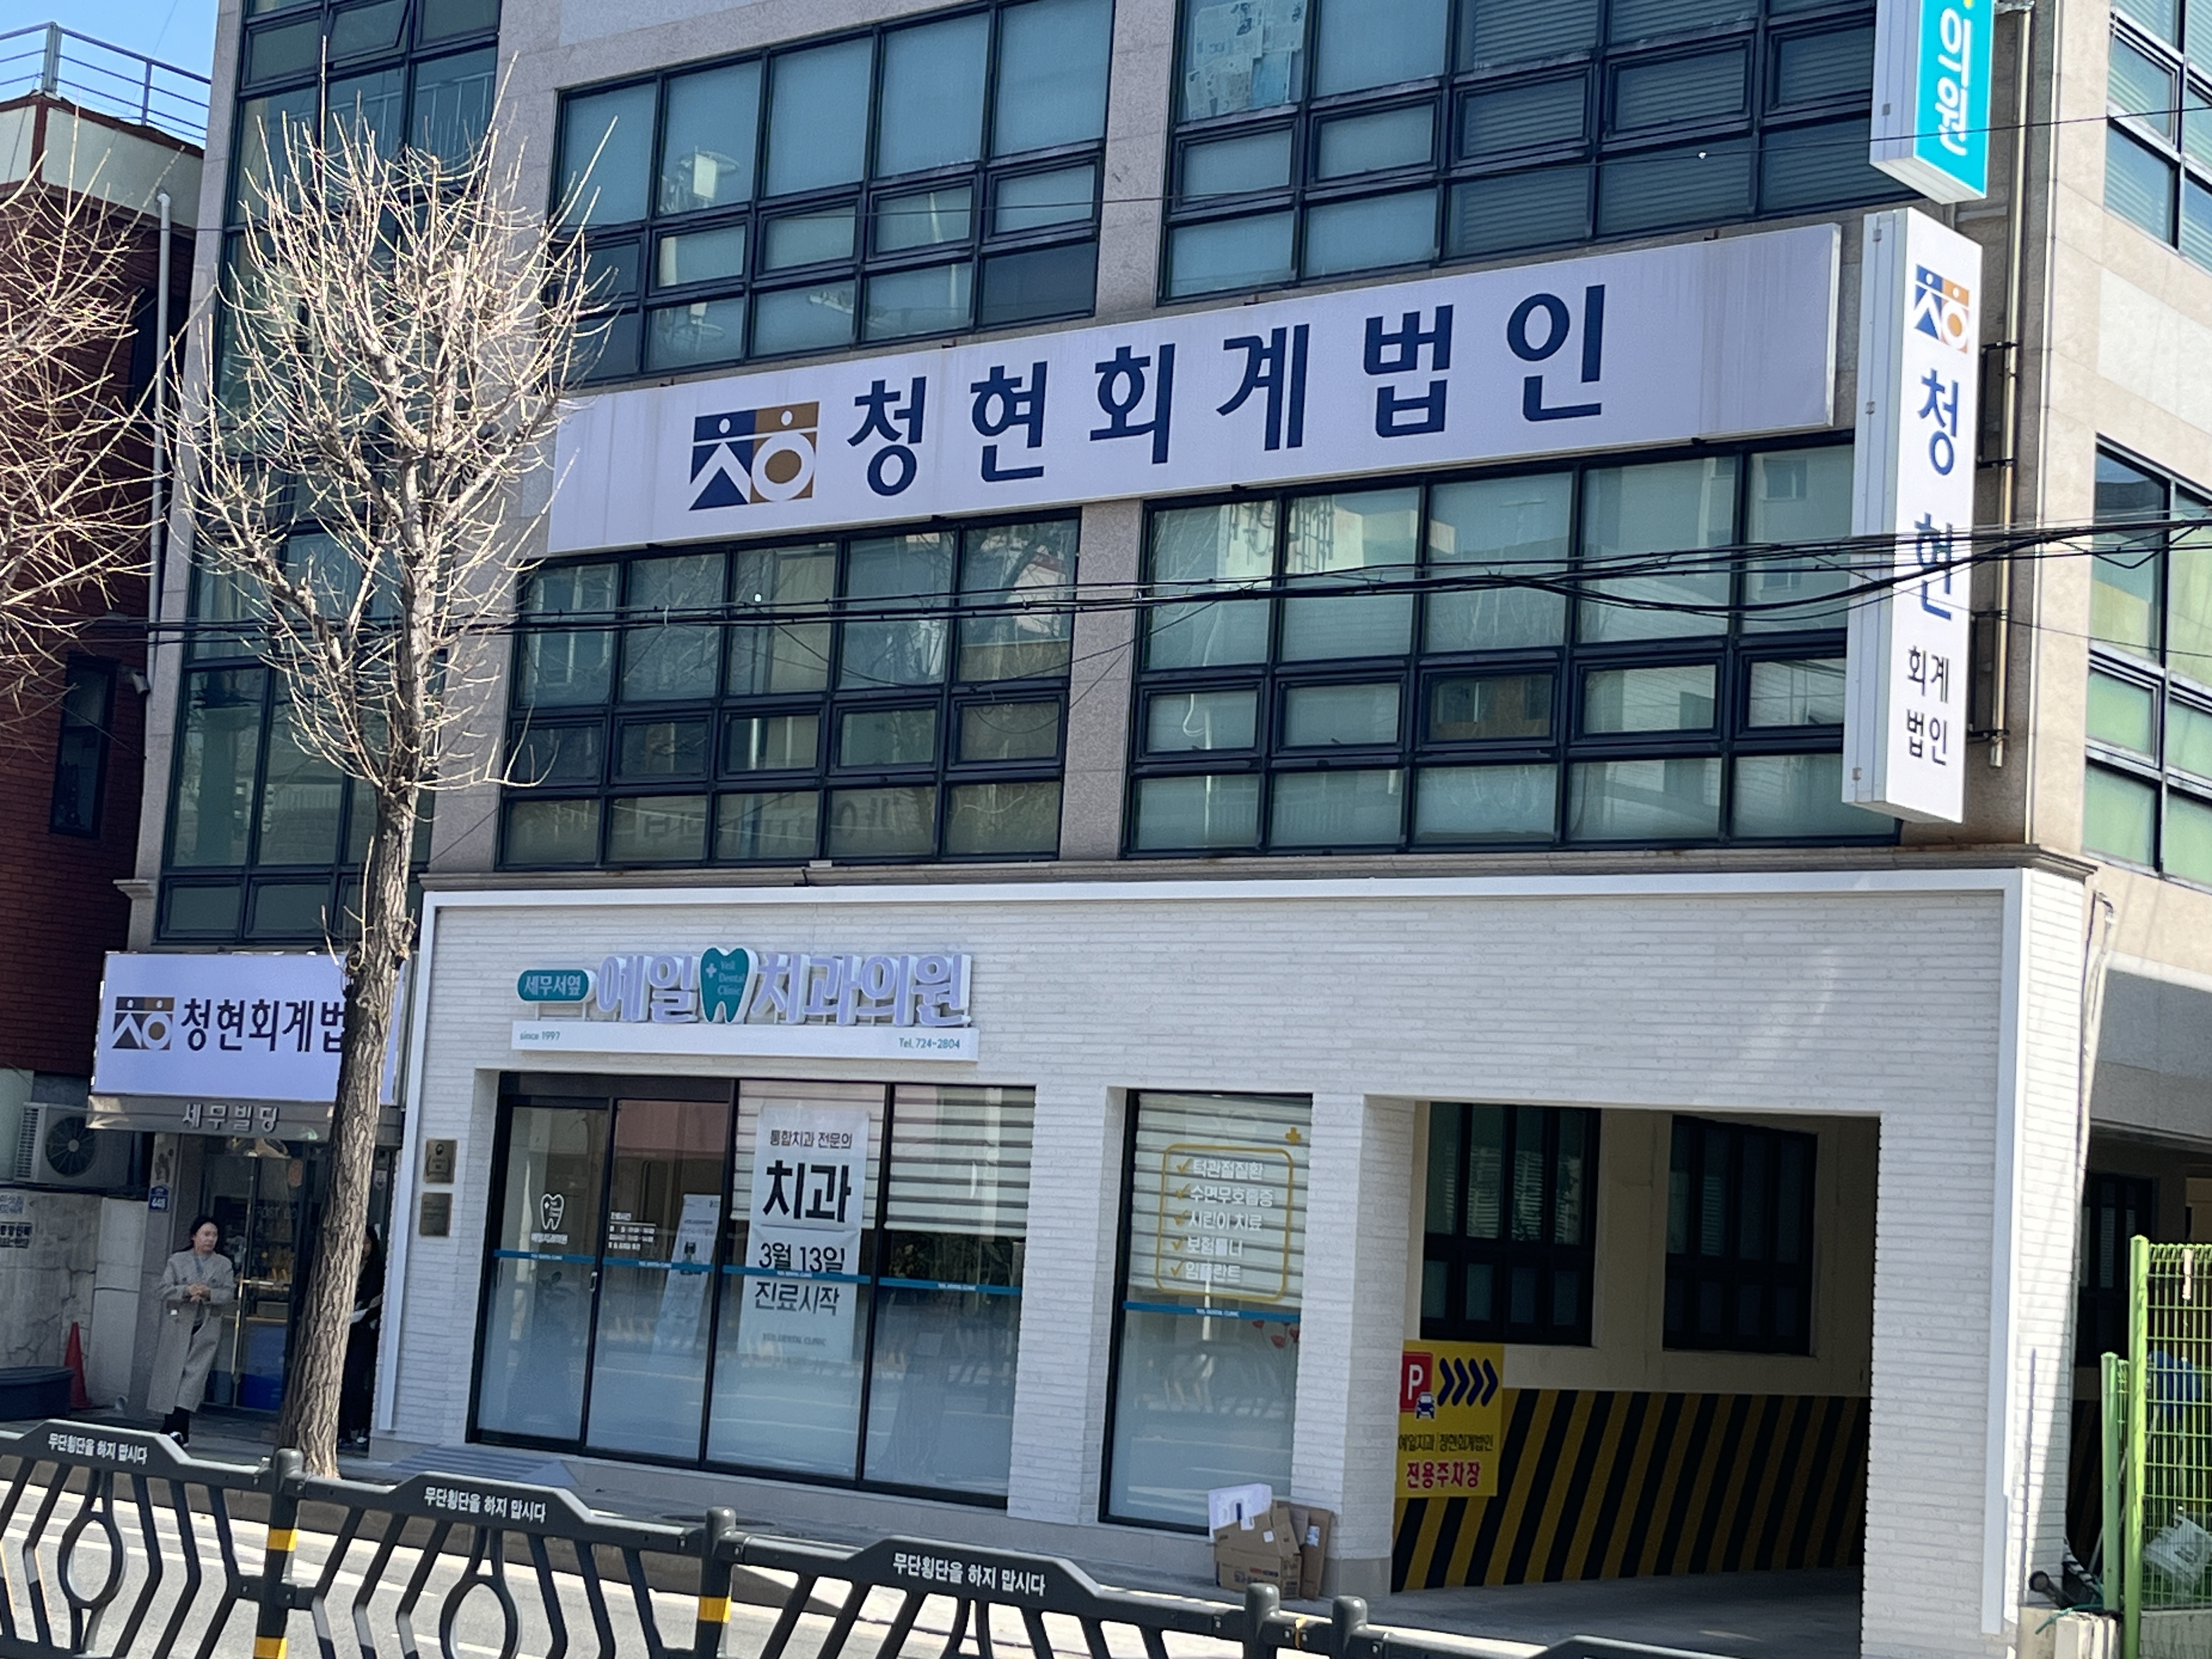 의원
청현회계법인
청현
회계
법인
세무서옆 예일 치과의원
Yeil
Dental
Clinic
since 1997
Tel. 724-2804
청현회계법
세무빌딩
통합치과 전문의
치과
3월 13일
진료시작
YEIL DENTAL CLINIC
턱관절질환
수면무호흡증
시린이 치료
보험틀니
임플란트
P
예일치과 청현회계법인
전용주차장
무단횡단을 하지 맙시다
무단횡단을 하지 맙시다
무단횡단을 하지 맙시다